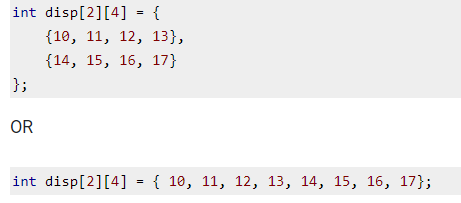 int disp[2][4] = {
    {10, 11, 12, 13},
    {14, 15, 16, 17}
};
OR
int disp[2][4] = { 10, 11, 12, 13, 14, 15, 16, 17};